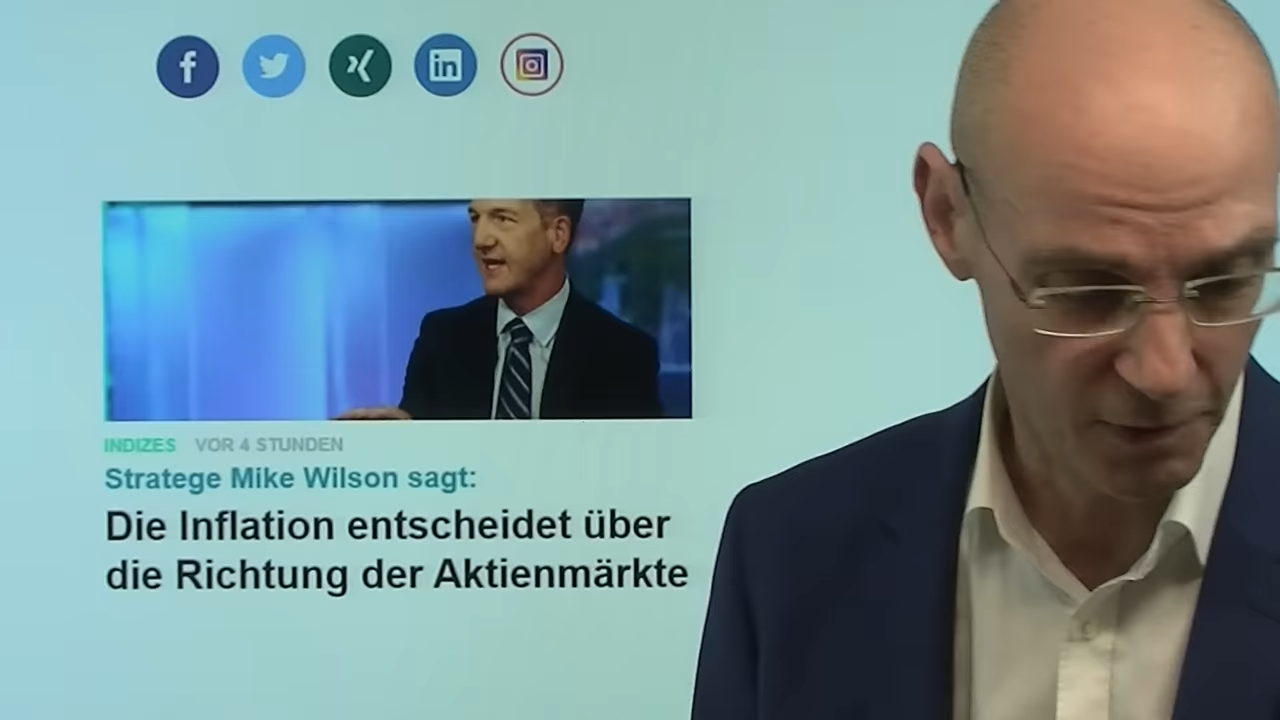 INDIZES VOR 4 STUNDEN
Stratege Mike Wilson sagt:
Die Inflation entscheidet über
die Richtung der Aktienmärkte